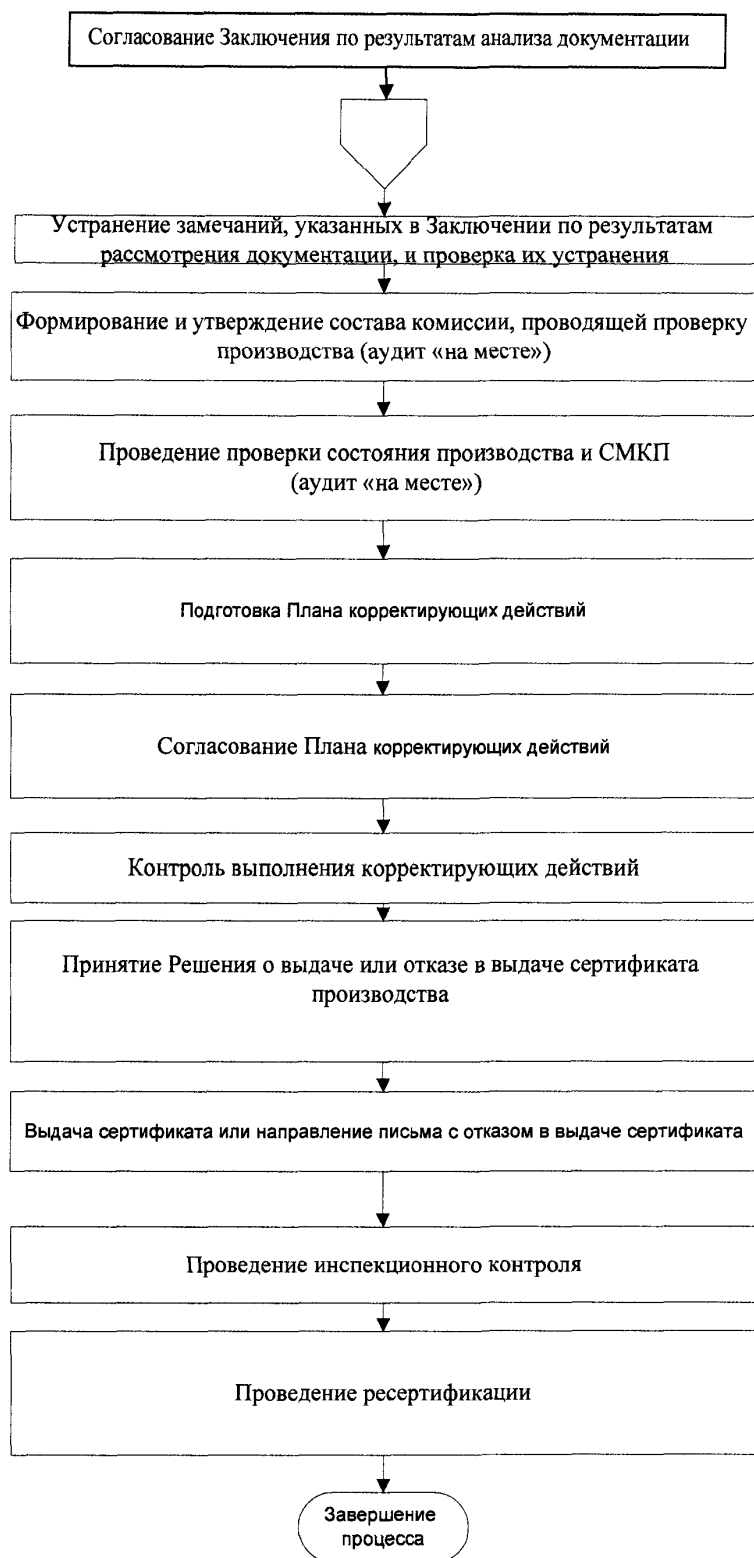 Согласование Заключения по результатам анализа документации
Устранение замечаний, указанных в Заключении по результатам
рассмотрения документации, и проверка их устранения
Формирование и утверждение состава комиссии, проводящей проверку
производства (аудит «на месте»)
Проведение проверки состояния производства и СМКП
(аудит «на месте»)
Подготовка Плана корректирующих действий
Согласование Плана корректирующих действий
Контроль выполнения корректирующих действий
Принятие Решения о выдаче или отказе в выдаче сертификата
производства
Выдача сертификата или направление письма с отказом в выдаче сертификата
Проведение инспекционного контроля
Проведение ресертификации
Завершение
процесса